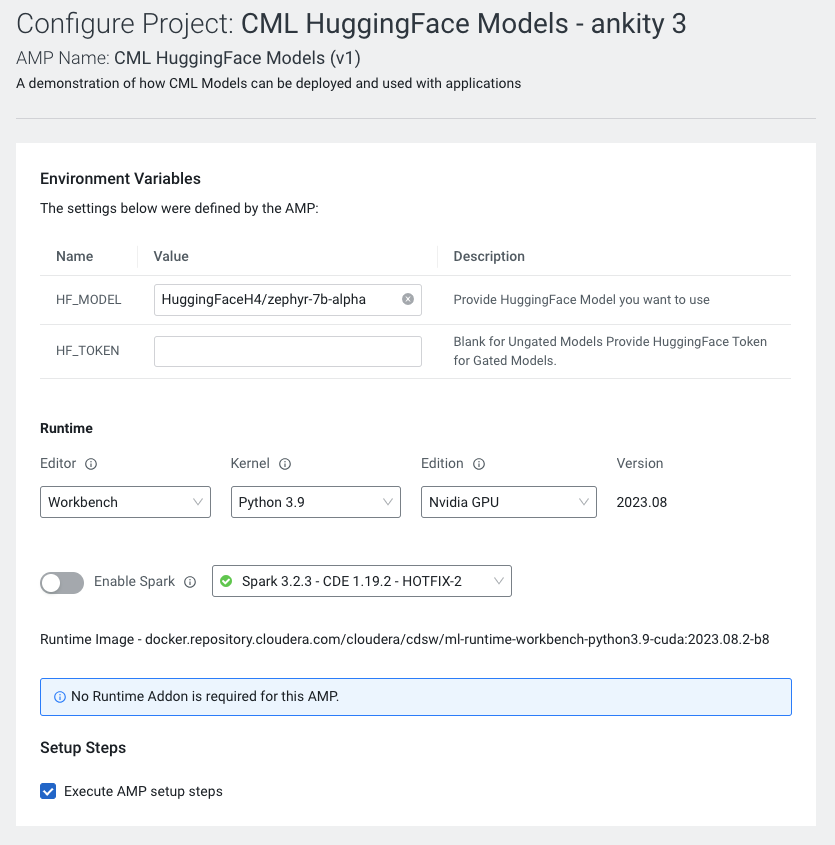 Configure Project: CML HuggingFace Models - ankity 3
AMP Name: CML HuggingFace Models (v1)
A demonstration of how CML Models can be deployed and used with applications
Environment Variables
The settings below were defined by the AMP:
Name Value Description
HF_MODEL HuggingFaceH4/zephyr-7b-alpha Provide HuggingFace Model you want to use
HF_TOKEN Blank for Ungated Models Provide HuggingFace Token
for Gated Models.
Runtime
Editor Kernel Edition Version
Workbench Python 3.9 Nvidia GPU 2023.08
Enable Spark Spark 3.2.3 - CDE 1.19.2 - HOTFIX-2
Runtime Image - docker.repository.cloudera.com/cloudera/cdsw/ml-runtime-workbench-python3.9-cuda:2023.08.2-b8
No Runtime Addon is required for this AMP.
Setup Steps
Execute AMP setup steps